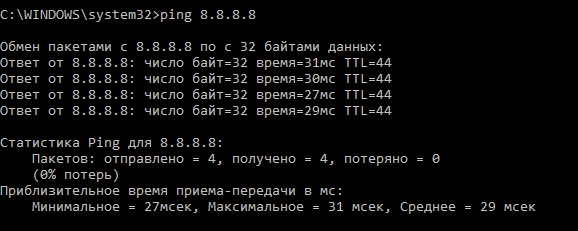 C:\WINDOWS\system32>ping 8.8.8.8
Обмен пакетами с 8.8.8.8 по с 32 байтами данных:
Ответ от 8.8.8.8: число байт=32 время=31мс TTL=44
Ответ от 8.8.8.8: число байт=32 время=30мс TTL=44
Ответ от 8.8.8.8: число байт=32 время=27мс TTL=44
Ответ от 8.8.8.8: число байт=32 время=29мс TTL=44
Статистика Ping для 8.8.8.8:
Пакетов: отправлено = 4, получено = 4, потеряно = 0
(0% потерь)
Приблизительное время приема-передачи в мс:
Минимальное = 27мсек, Максимальное = 31 мсек, Среднее = 29 мсек